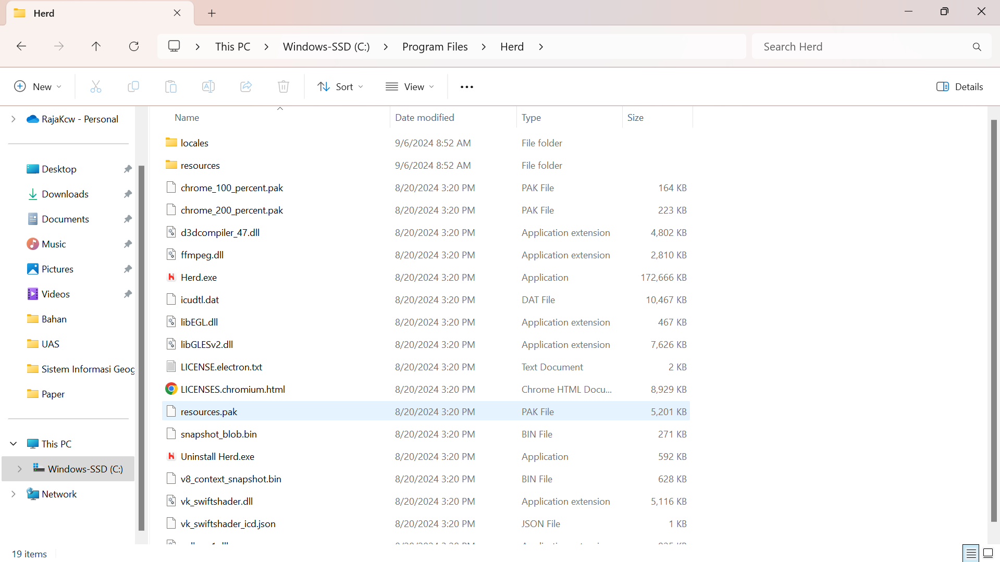 Herd
This PC > Windows-SSD (C:) > Program Files > Herd >
Search Herd
New
Sort
View
Details
RajaKcw - Personal
Desktop
Downloads
Documents
Music
Pictures
Videos
Bahan
UAS
Sistem Informasi Geog
Paper
This PC
Windows-SSD (C:)
Network
Name Date modified Type Size
locales 9/6/2024 8:52 AM File folder
resources 9/6/2024 8:52 AM File folder
chrome_100_percent.pak 8/20/2024 3:20 PM PAK File 164 KB
chrome_200_percent.pak 8/20/2024 3:20 PM PAK File 223 KB
d3dcompiler_47.dll 8/20/2024 3:20 PM Application extension 4,802 KB
ffmpeg.dll 8/20/2024 3:20 PM Application extension 2,810 KB
Herd.exe 8/20/2024 3:20 PM Application 172,666 KB
icudtl.dat 8/20/2024 3:20 PM DAT File 10,467 KB
libEGL.dll 8/20/2024 3:20 PM Application extension 467 KB
libGLESv2.dll 8/20/2024 3:20 PM Application extension 7,626 KB
LICENSE.electron.txt 8/20/2024 3:20 PM Text Document 2 KB
LICENSES.chromium.html 8/20/2024 3:20 PM Chrome HTML Docu... 8,929 KB
resources.pak 8/20/2024 3:20 PM PAK File 5,201 KB
snapshot_blob.bin 8/20/2024 3:20 PM BIN File 271 KB
Uninstall Herd.exe 8/20/2024 3:20 PM Application 592 KB
v8_context_snapshot.bin 8/20/2024 3:20 PM BIN File 628 KB
vk_swiftshader.dll 8/20/2024 3:20 PM Application extension 5,116 KB
vk_swiftshader_icd.json 8/20/2024 3:20 PM JSON File 1 KB
19 items